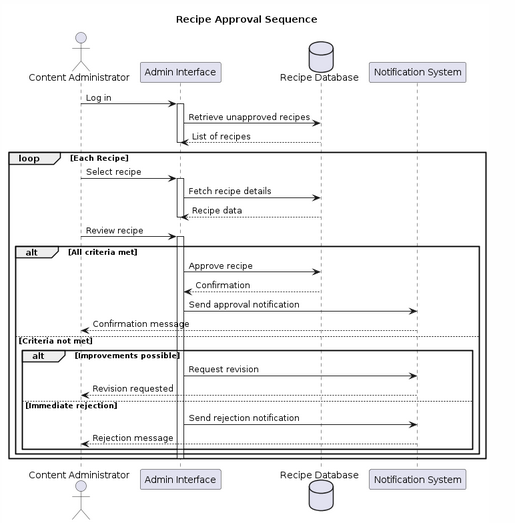 Recipe Approval Sequence
Content Administrator
Admin Interface
Recipe Database
Notification System
Log in
Retrieve unapproved recipes
List of recipes
loop [Each Recipe]
Select recipe
Fetch recipe details
Recipe data
Review recipe
alt [All criteria met]
Approve recipe
Confirmation
Send approval notification
Confirmation message
[Criteria not met]
alt [Improvements possible]
Request revision
Revision requested
[Immediate rejection]
Send rejection notification
Rejection message
Content Administrator
Admin Interface
Recipe Database
Notification System